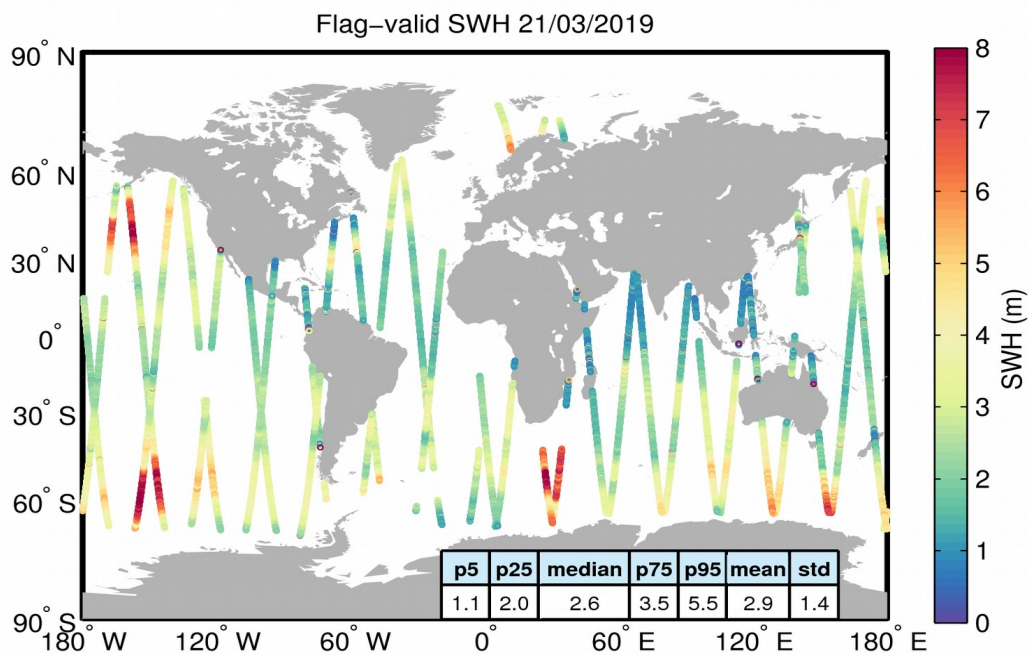 Flag−valid SWH 21/03/2019
90° N
60° N
30° N
0°
30° S
60° S
90° S
180° W
120° W
60° W
0°
60° E
120° E
180° E
8
7
6
5
4
3
2
1
0
SWH (m)
p5 p25 median p75 p95 mean std
1.1 2.0 2.6 3.5 5.5 2.9 1.4